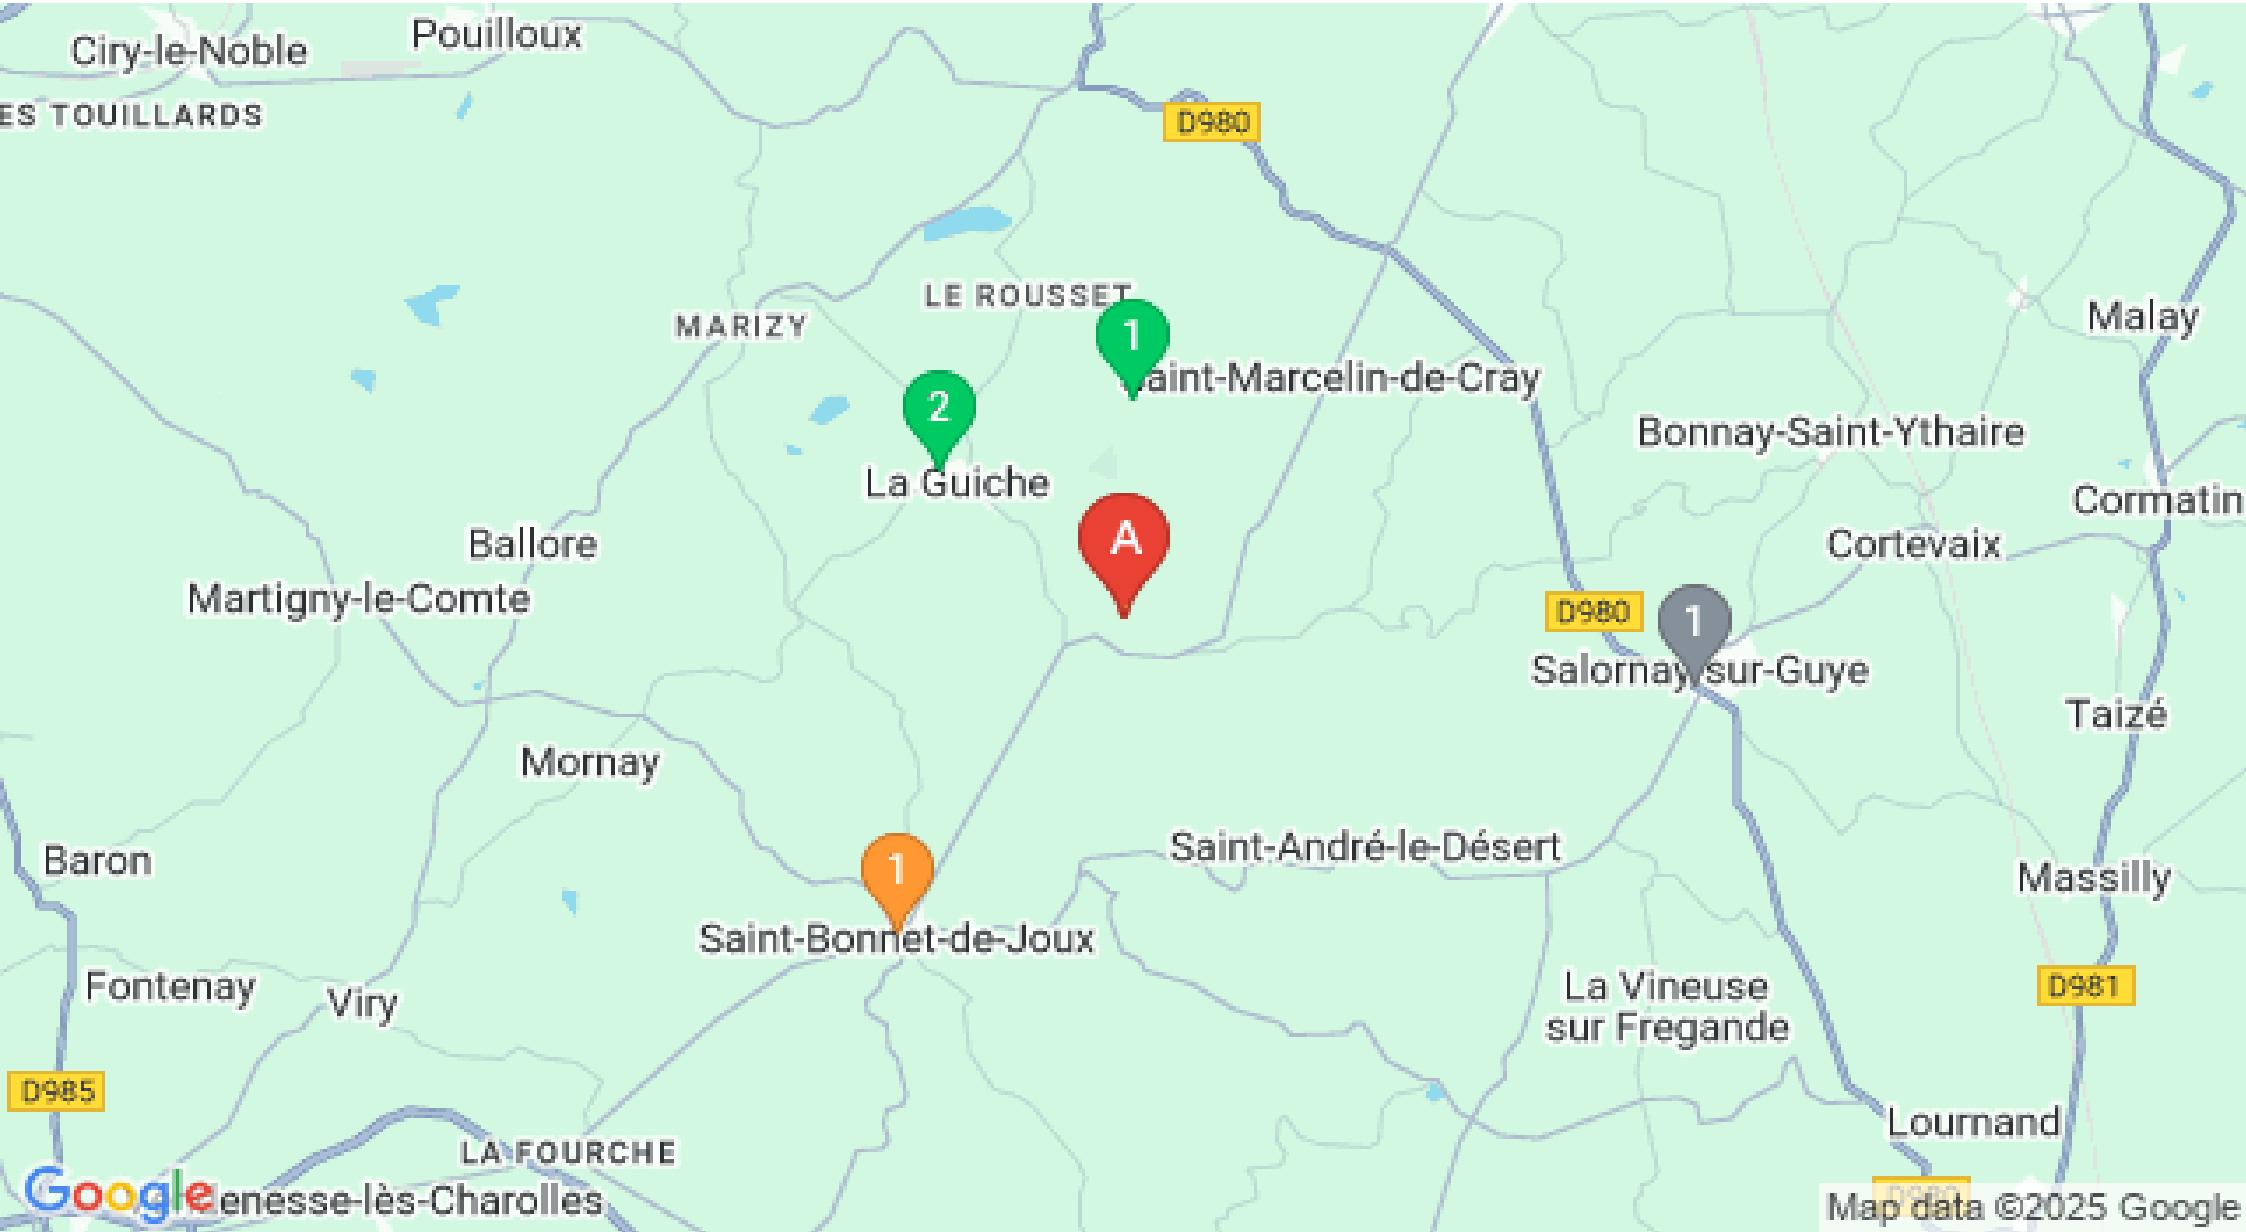 Ciry-le-Noble
Pouilloux
ES TOUILLARDS
D980
LE ROUSSET
MARIZY
1
Malay
aint-Marcelin-de-Cray
2
Bonnay-Saint-Ythaire
La Guiche
Cormatin
A
Ballore
Cortevaix
Martigny-le-Comte
D980
1
Salornay-sur-Guye
Taizé
Mornay
Saint-André-le-Désert
Baron
1
Massilly
Saint-Bonnet-de-Joux
Fontenay
Viry
La Vineuse
sur Fregande
D981
D985
Lournand
LA FOURCHE
Google
enesse-lès-Charolles
D980
Map data ©2025 Google